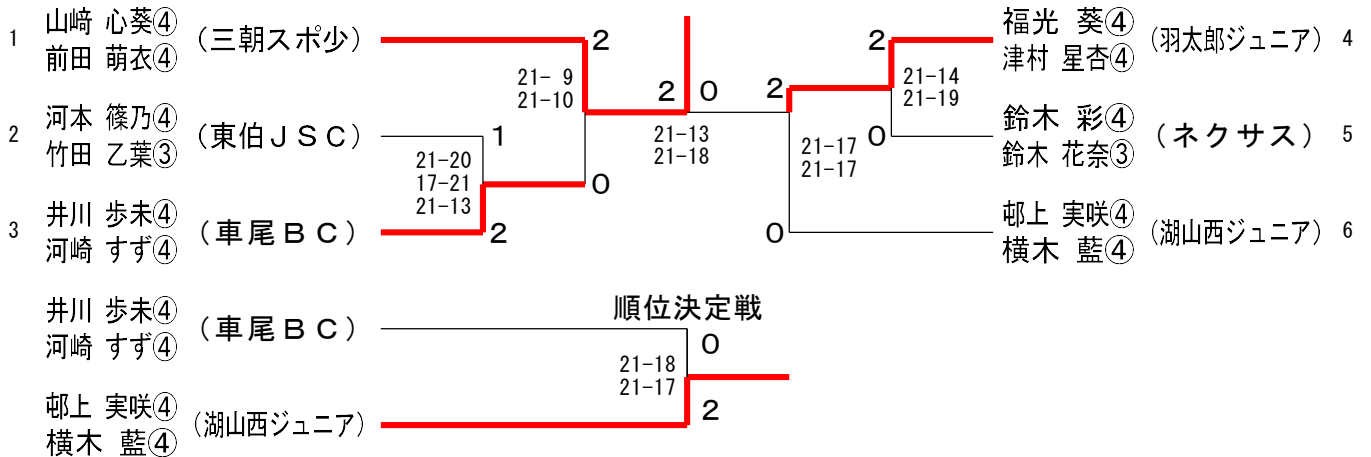 1 山﨑 心葵④ (三朝スポ少)
前田 萌衣④
2
21- 9
21-10
2 河本 篠乃④ (東伯JSC)
竹田 乙葉③
1
21-20
17-21
21-13
0
3 井川 歩未④ (車尾BC)
河崎 すず④
2
2 0
21-13
21-18
福光 葵④ (羽太郎ジュニア) 4
津村 星杏④
2
21-14
21-19
2
鈴木 彩④ (ネクサス) 5
鈴木 花奈③
0
21-17
21-17
邨上 実咲④ (湖山西ジュニア) 6
横木 藍④
0
順位決定戦
井川 歩未④ (車尾BC)
河崎 すず④
0
21-18
21-17
邨上 実咲④ (湖山西ジュニア)
横木 藍④
2